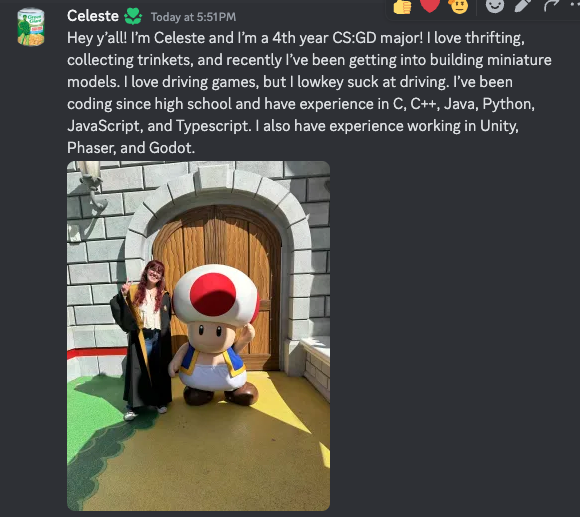 Celeste Today at 5:51PM
Hey y'all! I'm Celeste and I'm a 4th year CS:GD major! I love thrifting,
collecting trinkets, and recently I've been getting into building miniature
models. I love driving games, but I lowkey suck at driving. I've been
coding since high school and have experience in C, C++, Java, Python,
JavaScript, and Typescript. I also have experience working in Unity,
Phaser, and Godot.